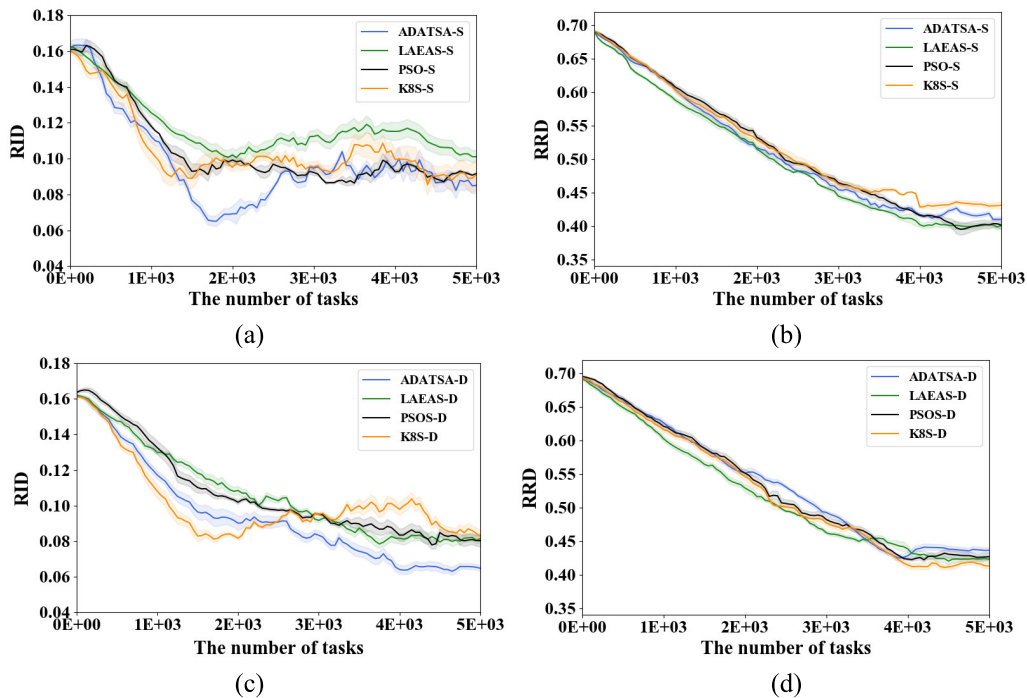 0.18
0.16
0.14
0.12
0.10
0.08
0.06
0.04
RID
ADATSA-S
LAEAS-S
PSO-S
K8S-S
0E+00 1E+03 2E+03 3E+03 4E+03 5E+03
The number of tasks
(a)
0.70
0.65
0.60
0.55
0.50
0.45
0.40
0.35
RRD
ADATSA-S
LAEAS-S
PSO-S
K8S-S
0E+00 1E+03 2E+03 3E+03 4E+03 5E+03
The number of tasks
(b)
0.18
0.16
0.14
0.12
0.10
0.08
0.06
0.04
RID
ADATSA-D
LAEAS-D
PSOS-D
K8S-D
0E+00 1E+03 2E+03 3E+03 4E+03 5E+03
The number of tasks
(c)
0.70
0.65
0.60
0.55
0.50
0.45
0.40
0.35
RRD
ADATSA-D
LAEAS-D
PSOS-D
K8S-D
0E+00 1E+03 2E+03 3E+03 4E+03 5E+03
The number of tasks
(d)